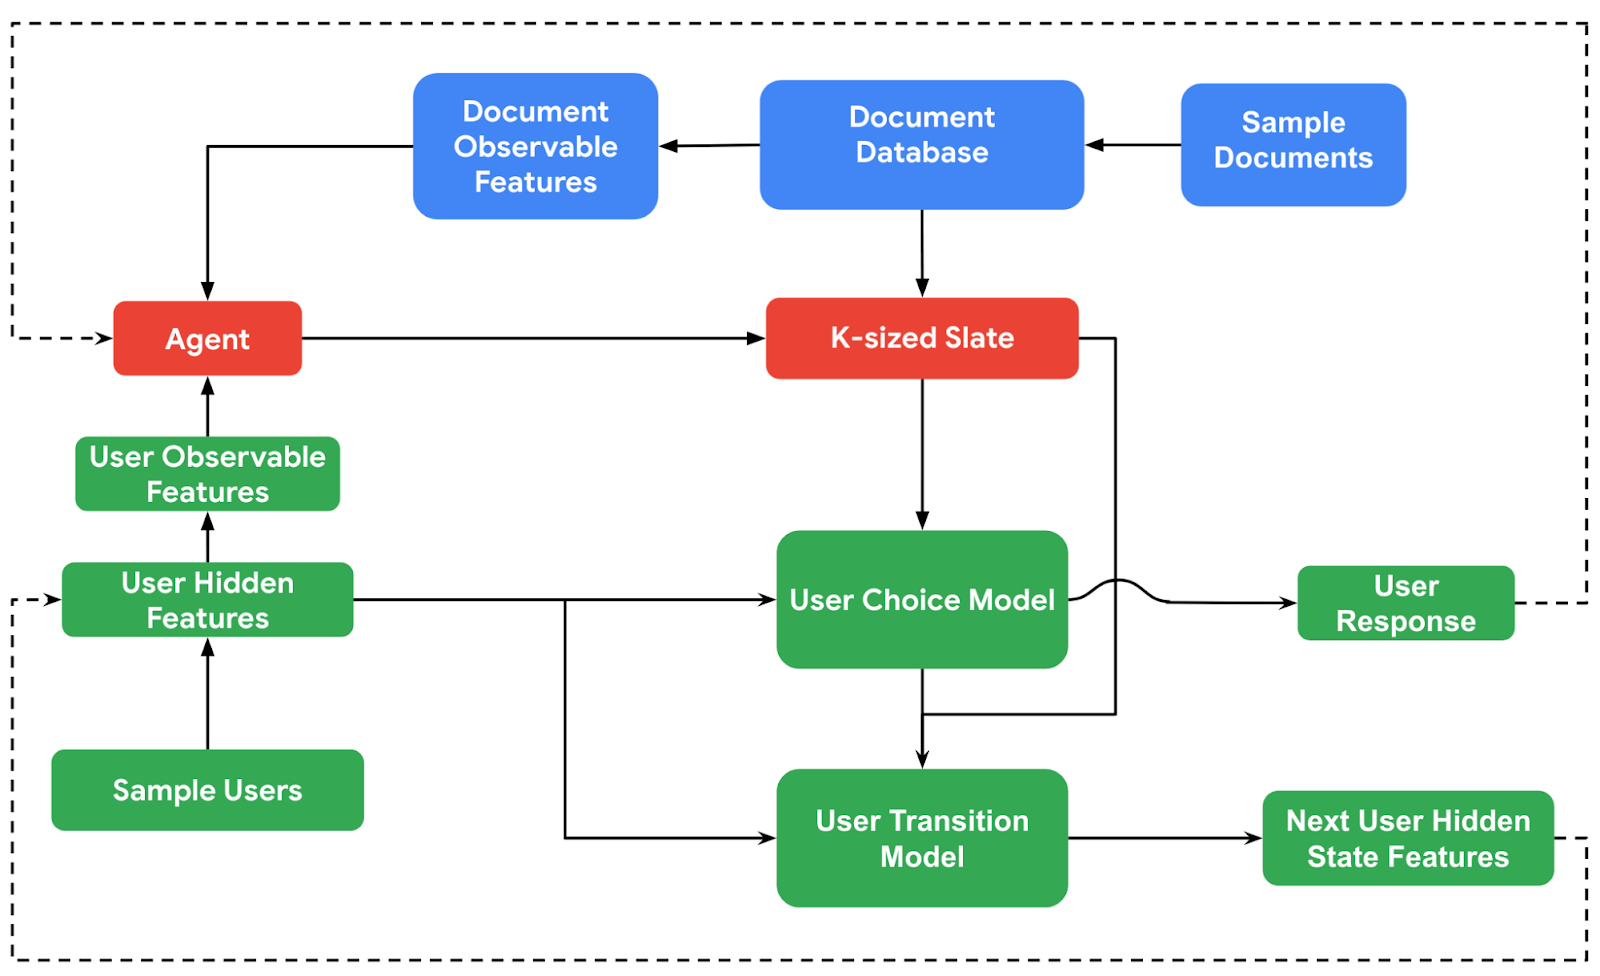 Document
Observable
Features
Document
Database
Sample
Documents
Agent
K-sized Slate
User Observable
Features
User Hidden
Features
User Choice Model
User
Response
Sample Users
User Transition
Model
Next User Hidden
State Features